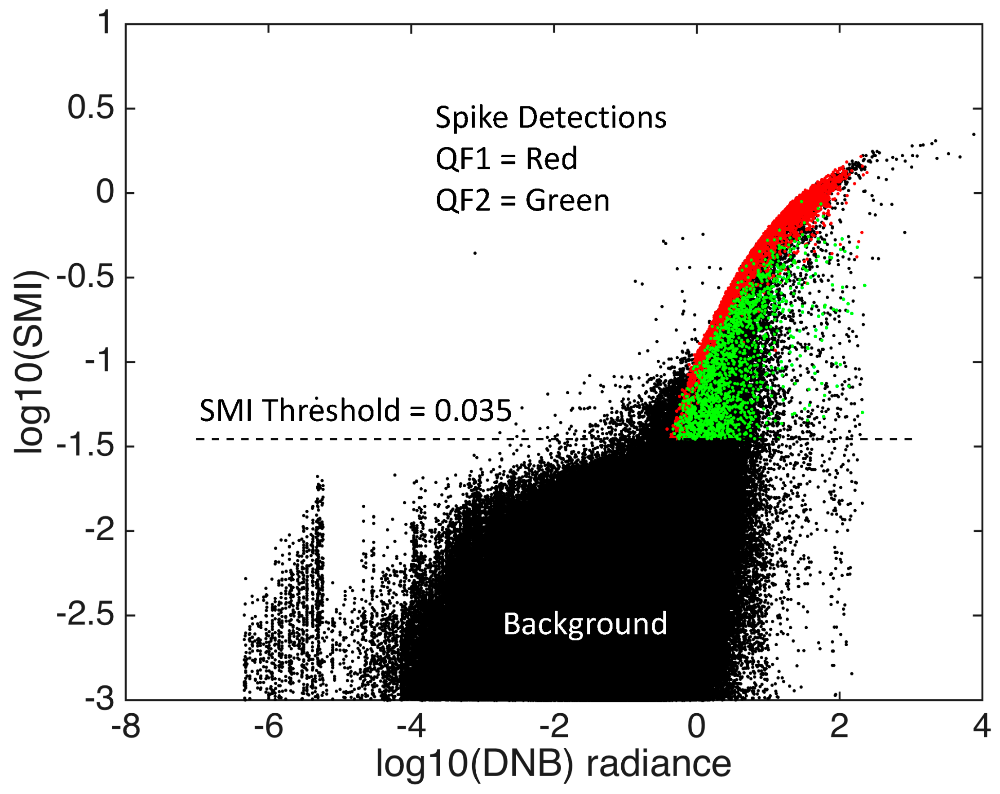 1
0.5
0
-0.5
-1
-1.5
-2
-2.5
-3
log10(SMI)
Spike Detections
QF1 = Red
QF2 = Green
SMI Threshold = 0.035
Background
-8 -6 -4 -2 0 2 4
log10(DNB) radiance